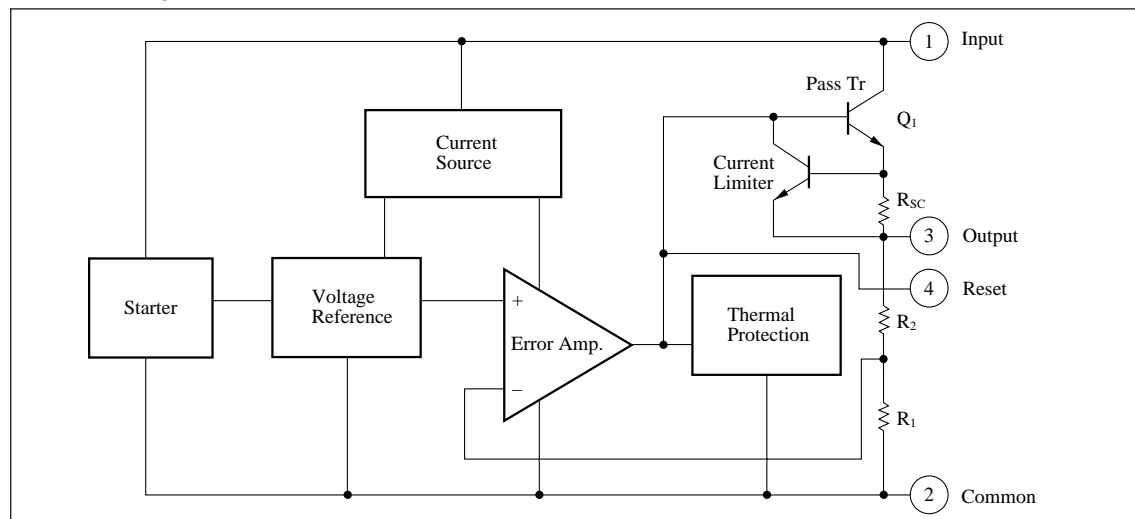 1 Input
Pass Tr
Q1
Current
Source
Current
Limiter
RSC
3 Output
4 Reset
Starter
Voltage
Reference
+
Error Amp.
−
Thermal
Protection
R2
R1
2 Common